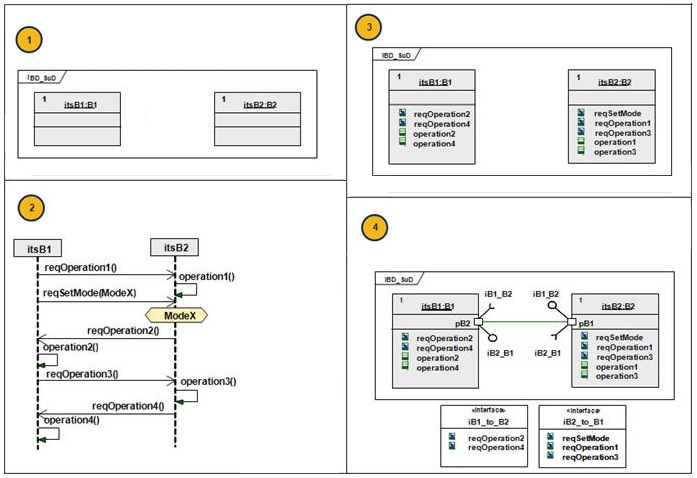 1
IBD_SuD
1
itsB1:B1
1
itsB2:B2
2
itsB1
itsB2
reqOperation1()
operation1()
reqSetMode(ModeX)
ModeX
reqOperation2()
operation2()
reqOperation3()
operation3()
reqOperation4()
operation4()
3
IBD_SuD
1
itsB1:B1
reqOperation2
reqOperation4
operation2
operation4
1
itsB2:B2
reqSetMode
reqOperation1
reqOperation3
operation1
operation3
4
IBD_SuD
1
itsB1:B1
pB2
reqOperation2
reqOperation4
operation2
operation4
iB1_B2
iB2_B1
iB1_B2
iB2_B1
1
itsB2:B2
pB1
reqSetMode
reqOperation1
reqOperation3
operation1
operation3
«Interface»
iB1_to_B2
reqOperation2
reqOperation4
«Interface»
iB2_to_B1
reqSetMode
reqOperation1
reqOperation3